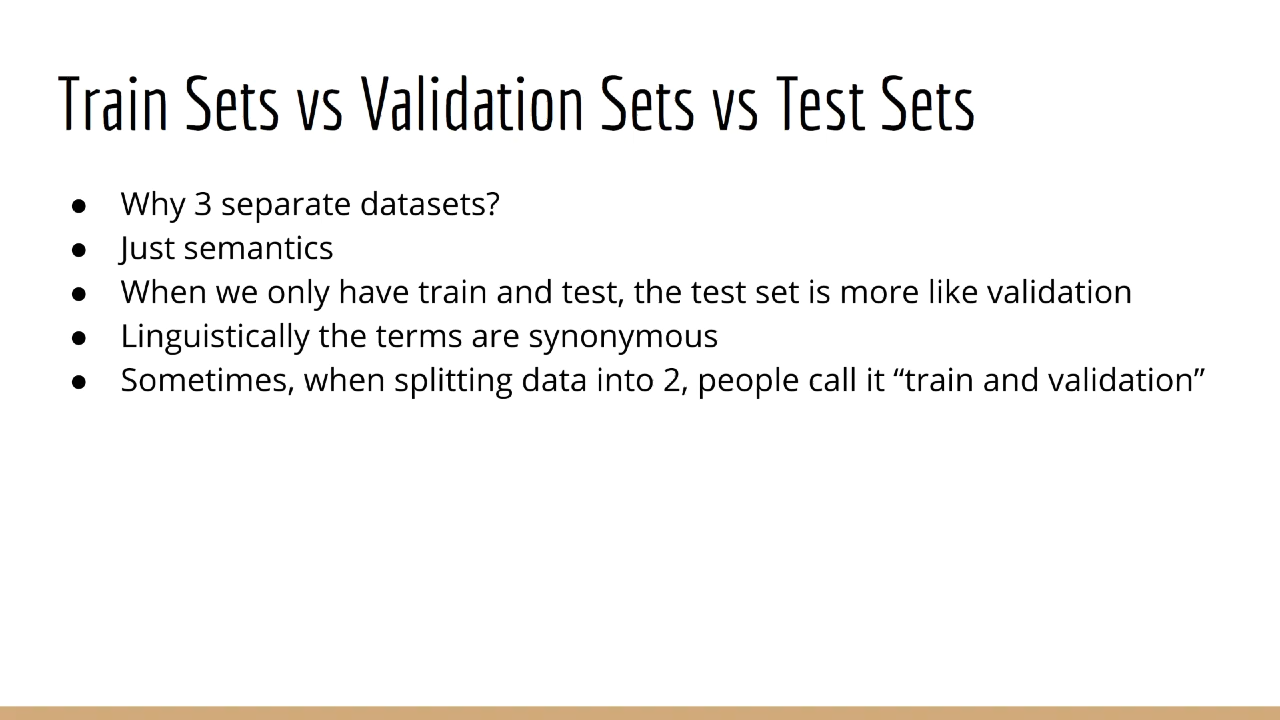 Train Sets vs Validation Sets vs Test Sets
● Why 3 separate datasets?
● Just semantics
● When we only have train and test, the test set is more like validation
● Linguistically the terms are synonymous
● Sometimes, when splitting data into 2, people call it “train and validation”